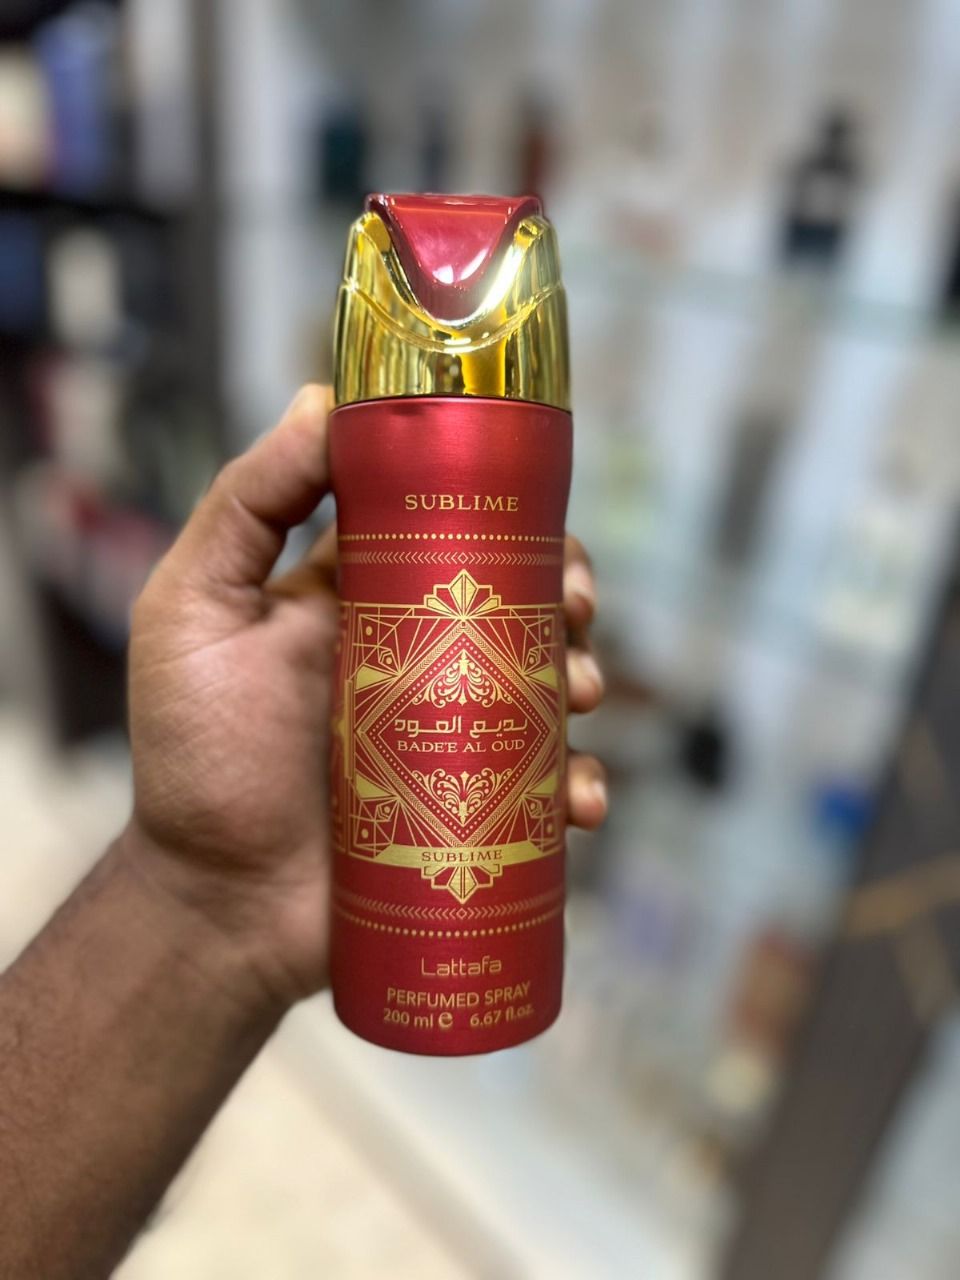 SUBLIME
بديع العود
BADE'E AL OUD
SUBLIME
Lattafa
PERFUMED SPRAY
200 ml ℮ 6.67 fl.oz.